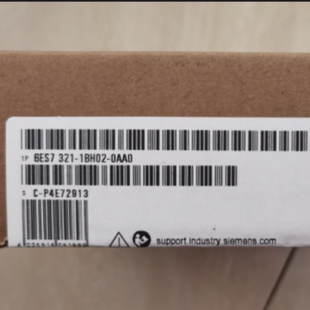 1P 6ES7 321-1BH02-0AA0
S C-P4E72913
support.industry.siemens.com